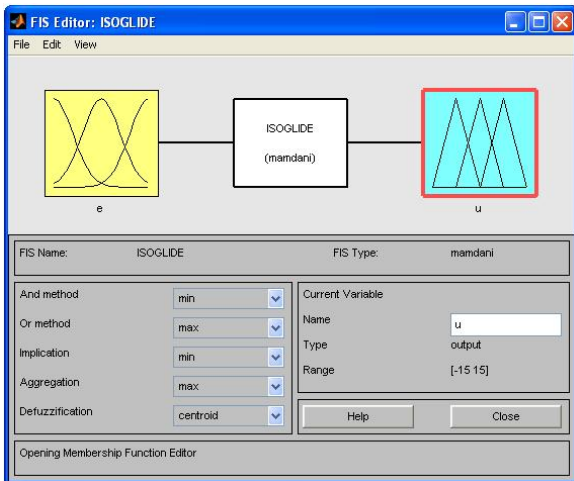 FIS Editor: ISOGLIDE
File Edit View
ISOGLIDE
(mamdani)
e
u
FIS Name: ISOGLIDE FIS Type: mamdani
And method min
Or method max
Implication min
Aggregation max
Defuzzification centroid
Current Variable
Name u
Type output
Range [-15 15]
Help Close
Opening Membership Function Editor